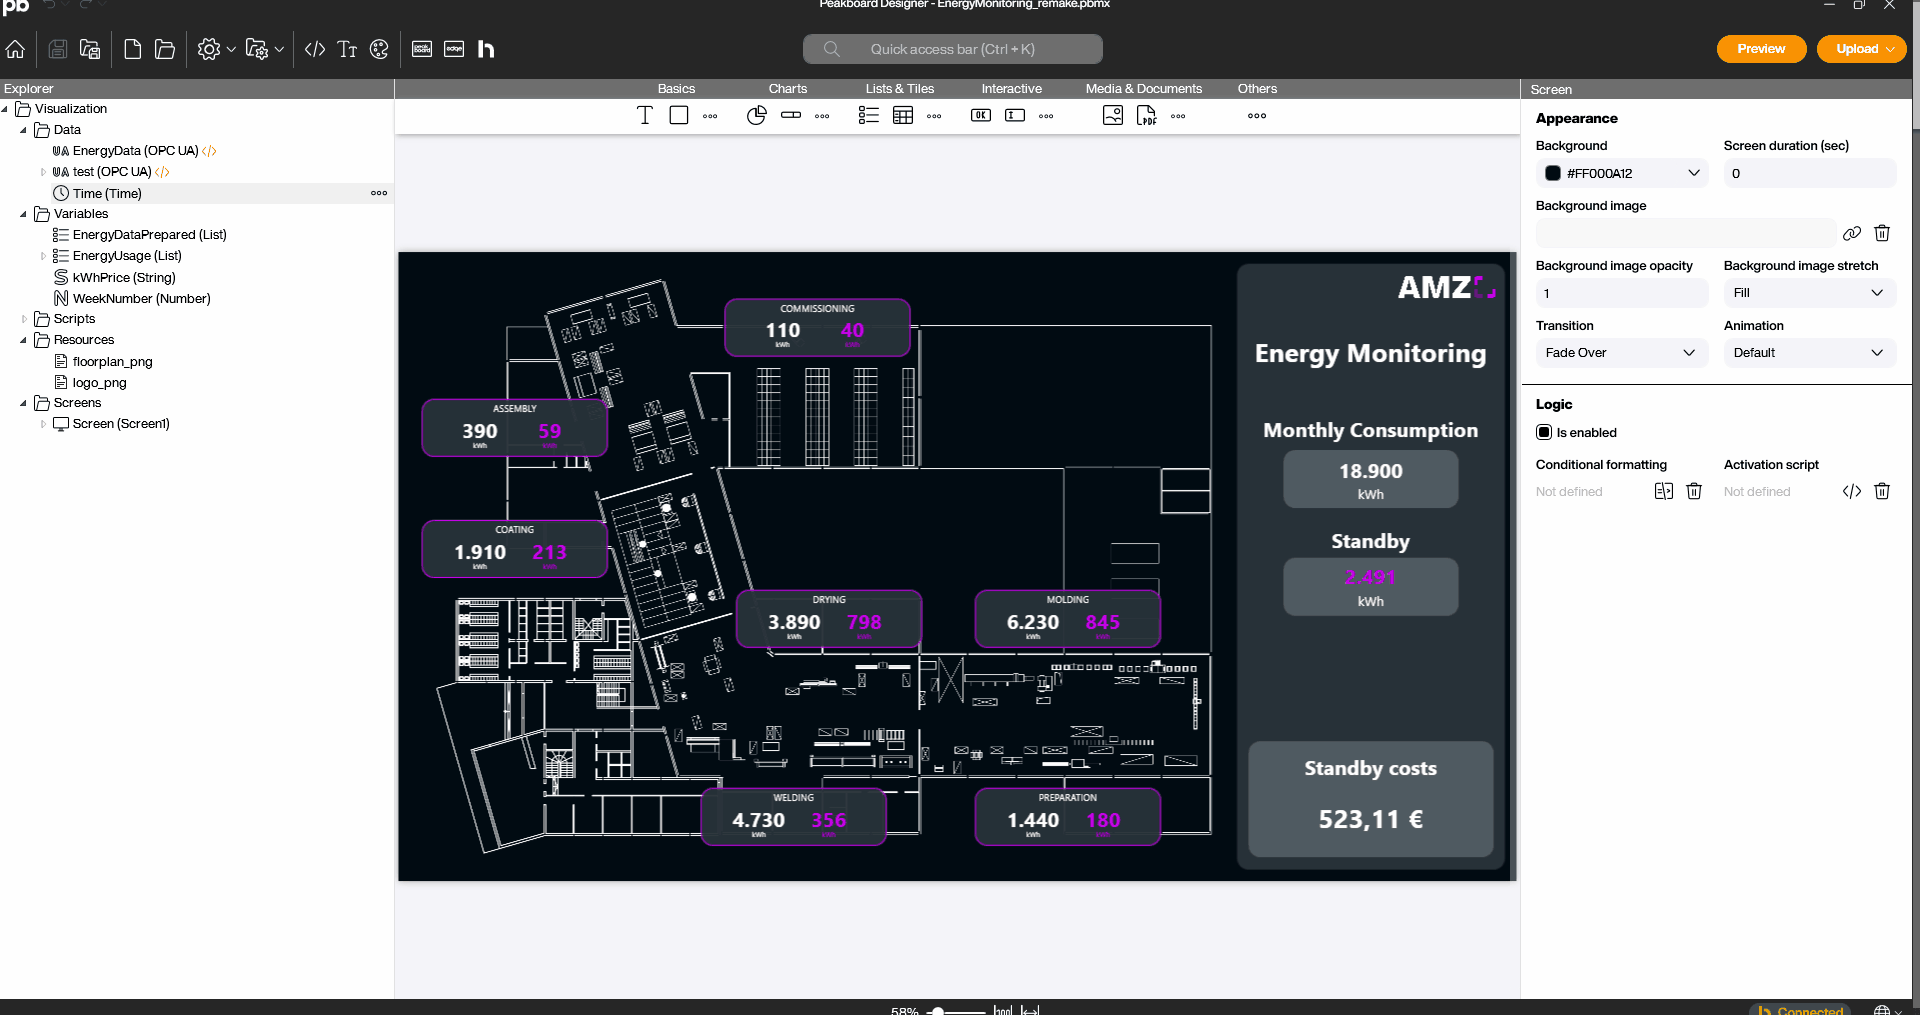 pb
Peakboard Designer - EnergyMonitoring_remake.pbmx
Quick access bar (Ctrl + K)
Preview
Upload
Explorer
Basics
Charts
Lists & Tiles
Interactive
Media & Documents
Others
Screen
Visualization
Data
EnergyData (OPC UA)
test (OPC UA)
Time (Time)
Variables
EnergyDataPrepared (List)
EnergyUsage (List)
kWhPrice (String)
WeekNumber (Number)
Scripts
Resources
floorplan_png
logo_png
Screens
Screen (Screen1)
COMMISSIONING
110 40
kWh kWh
ASSEMBLY
390 59
kWh kWh
COATING
1.910 213
kWh kWh
DRYING
3.890 798
kWh kWh
MOLDING
6.230 845
kWh kWh
WELDING
4.730 356
kWh kWh
PREPARATION
1.440 180
kWh kWh
AMZ
Energy Monitoring
Monthly Consumption
18.900
kWh
Standby
2.491
kWh
Standby costs
523,11 €
Appearance
Background
Screen duration (sec)
#FF000A12
0
Background image
Background image opacity
Background image stretch
1
Fill
Transition
Animation
Fade Over
Default
Logic
Is enabled
Conditional formatting
Activation script
Not defined
Not defined
58%
100
Connected